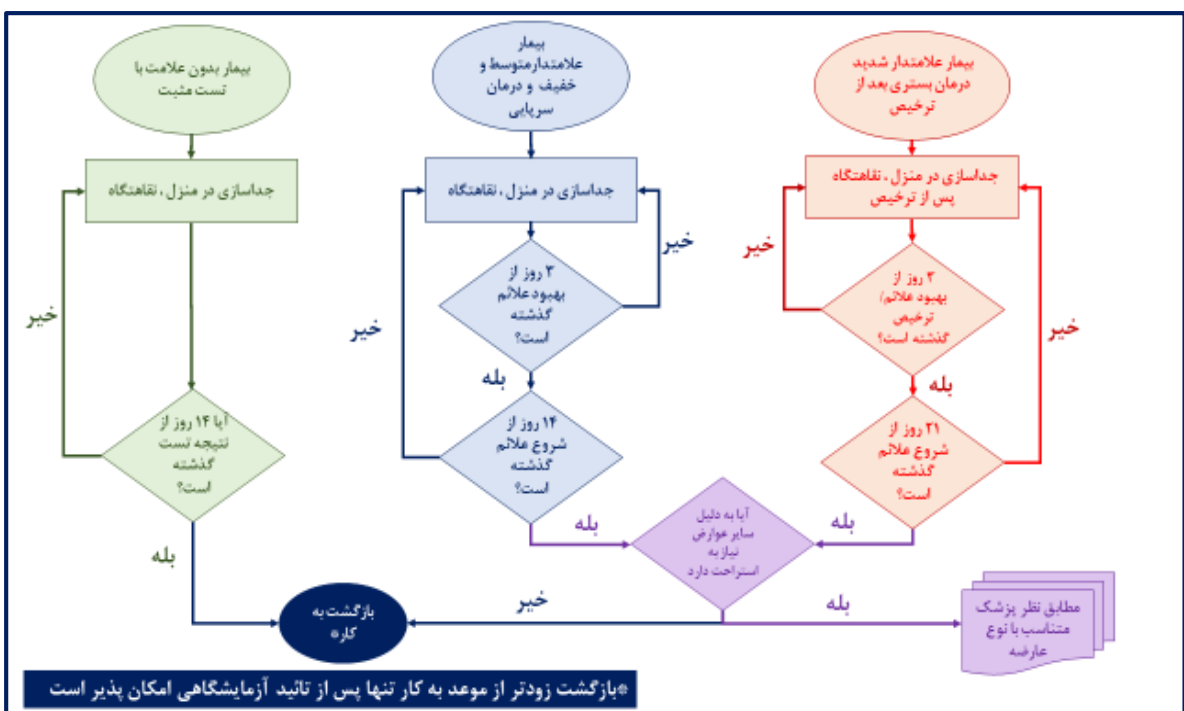 بیمار علامتدار شدید
درمان بستری بعد از
ترخیص
جداسازی در منزل، نقاهتگاه
پس از ترخیص
خیر
۳ روز از
بهبود علائم/
ترخیص
گذشته است؟
خیر
بله
۲۱ روز از
شروع علائم
گذشته
است؟
بله
بیمار
علامتدارمتوسط و
خفیف و درمان
سرپایی
جداسازی در منزل، نقاهتگاه
خیر
۳ روز از
بهبود علائم
گذشته
است؟
خیر
بله
۱۴ روز از
شروع علائم
گذشته
است؟
بله
بیمار بدون علامت با
تست مثبت
جداسازی در منزل، نقاهتگاه
خیر
آیا ۱۴ روز از
نتیجه تست
گذشته
است؟
بله
آیا به دلیل
سایر عوارض
نیاز به
استراحت دارد
بله
خیر
مطابق نظر پزشک
متناسب با نوع
عارضه
بازگشت به
کار*
*بازگشت زودتر از موعد به کار تنها پس از تائید آزمایشگاهی امکان پذیر است